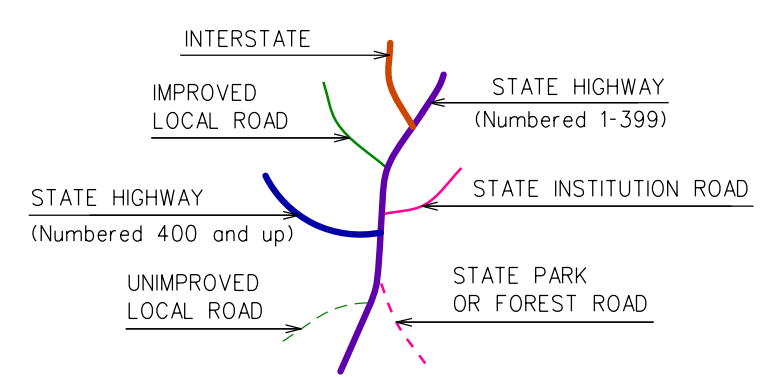 INTERSTATE
IMPROVED
LOCAL ROAD
STATE HIGHWAY
(Numbered 1-399)
STATE HIGHWAY
(Numbered 400 and up)
STATE INSTITUTION ROAD
UNIMPROVED
LOCAL ROAD
STATE PARK
OR FOREST ROAD